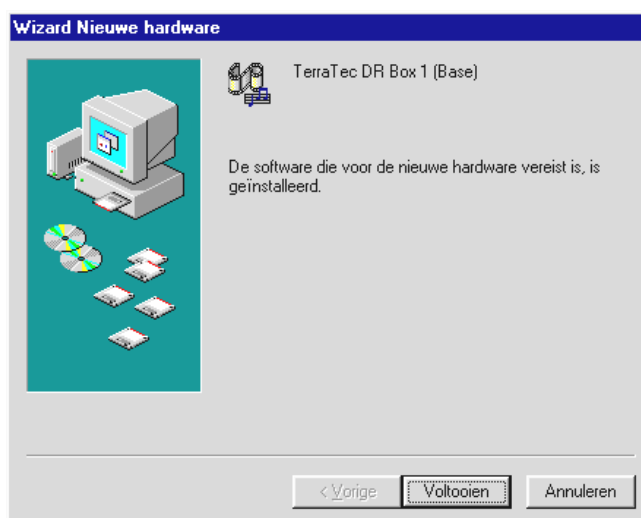 Wizard Nieuwe hardware
TerraTec DR Box 1 (Base)
De software die voor de nieuwe hardware vereist is, is
geïnstalleerd.
< Vorige
Voltooien
Annuleren